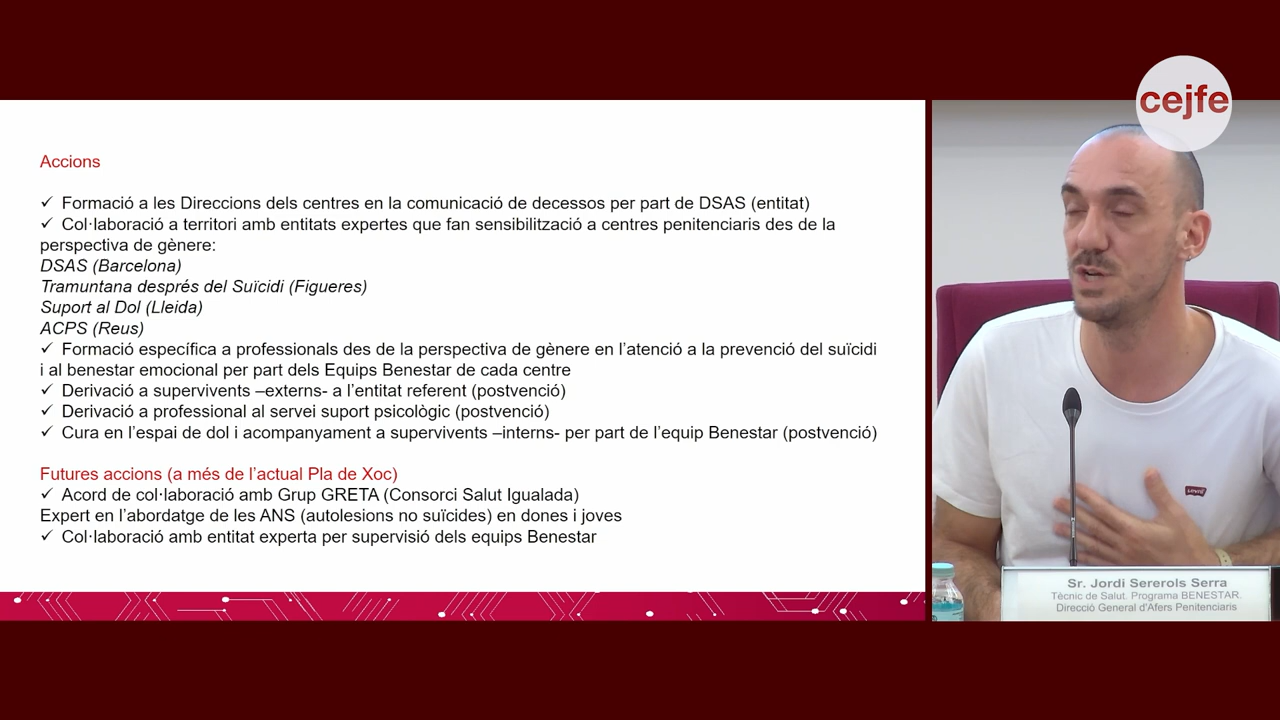 cejfe
Accions
✓ Formació a les Direccions dels centres en la comunicació de decessos per part de DSAS (entitat)
✓ Col·laboració a territori amb entitats expertes que fan sensibilització a centres penitenciaris des de la
perspectiva de gènere:
DSAS (Barcelona)
Tramuntana després del Suïcidi (Figueres)
Suport al Dol (Lleida)
ACPS (Reus)
✓ Formació específica a professionals des de la perspectiva de gènere en l’atenció a la prevenció del suïcidi
i al benestar emocional per part dels Equips Benestar de cada centre
✓ Derivació a supervivents –externs- a l’entitat referent (postvenció)
✓ Derivació a professional al servei suport psicològic (postvenció)
✓ Cura en l’espai de dol i acompanyament a supervivents –interns- per part de l’equip Benestar (postvenció)
Futures accions (a més de l’actual Pla de Xoc)
✓ Acord de col·laboració amb Grup GRETA (Consorci Salut Igualada)
Expert en l’abordatge de les ANS (autolesions no suïcides) en dones i joves
✓ Col·laboració amb entitat experta per supervisió dels equips Benestar
Levi's
Sr. Jordi Sererols Serra
Tècnic de Salut. Programa BENESTAR.
Direcció General d'Afers Penitenciaris